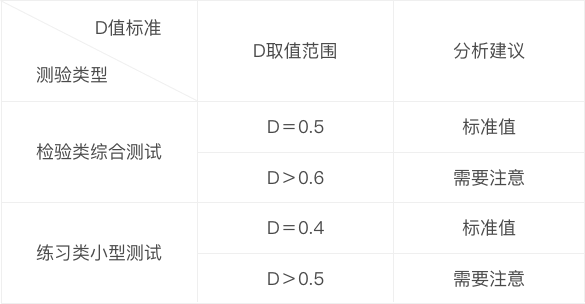 D值标准
测验类型
D取值范围
分析建议
检验类综合测试
D＝0.5
标准值
D＞0.6
需要注意
练习类小型测试
D＝0.4
标准值
D＞0.5
需要注意